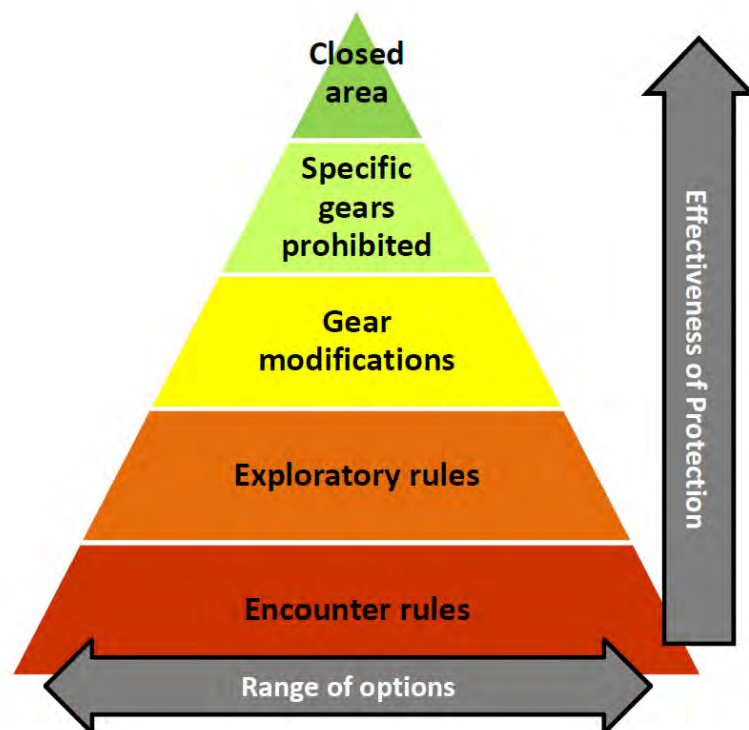 Closed
area
Specific
gears
prohibited
Gear
modifications
Exploratory rules
Encounter rules
Range of options
Effectiveness of Protection